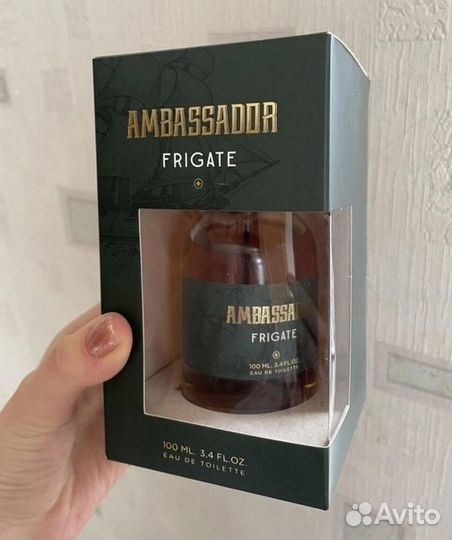 AMBASSADOR
FRIGATE
AMBASSAD
FRIGATE
100 ML. 3.4 FL.OZ.
EAU DE TOILETTE
100 ML. 3.4 FL.OZ.
EAU DE TOILETTE
Avito